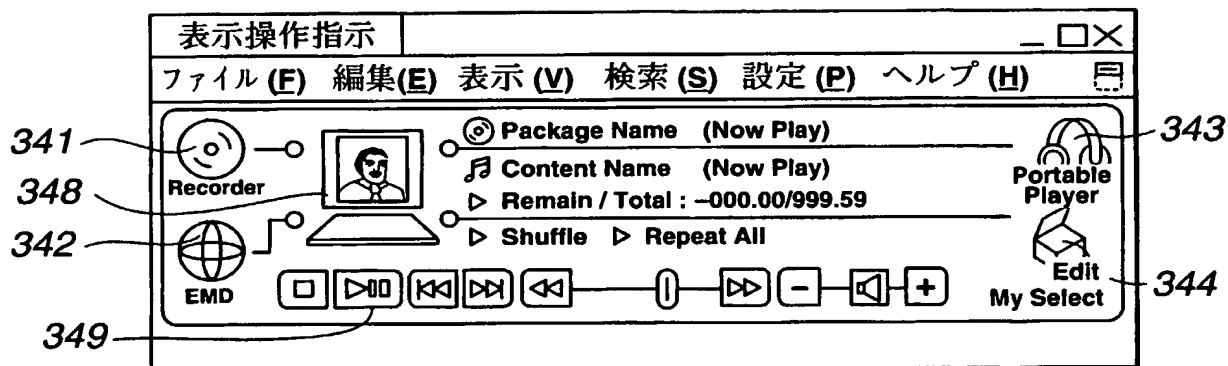 表示操作指示
ファイル (F) 編集(E) 表示 (V) 検索 (S) 設定 (P) ヘルプ (H)
341
Recorder
348
342
EMD
349
Package Name (Now Play)
Content Name (Now Play)
Remain / Total : –000.00/999.59
Shuffle Repeat All
343
Portable
Player
Edit
My Select
344